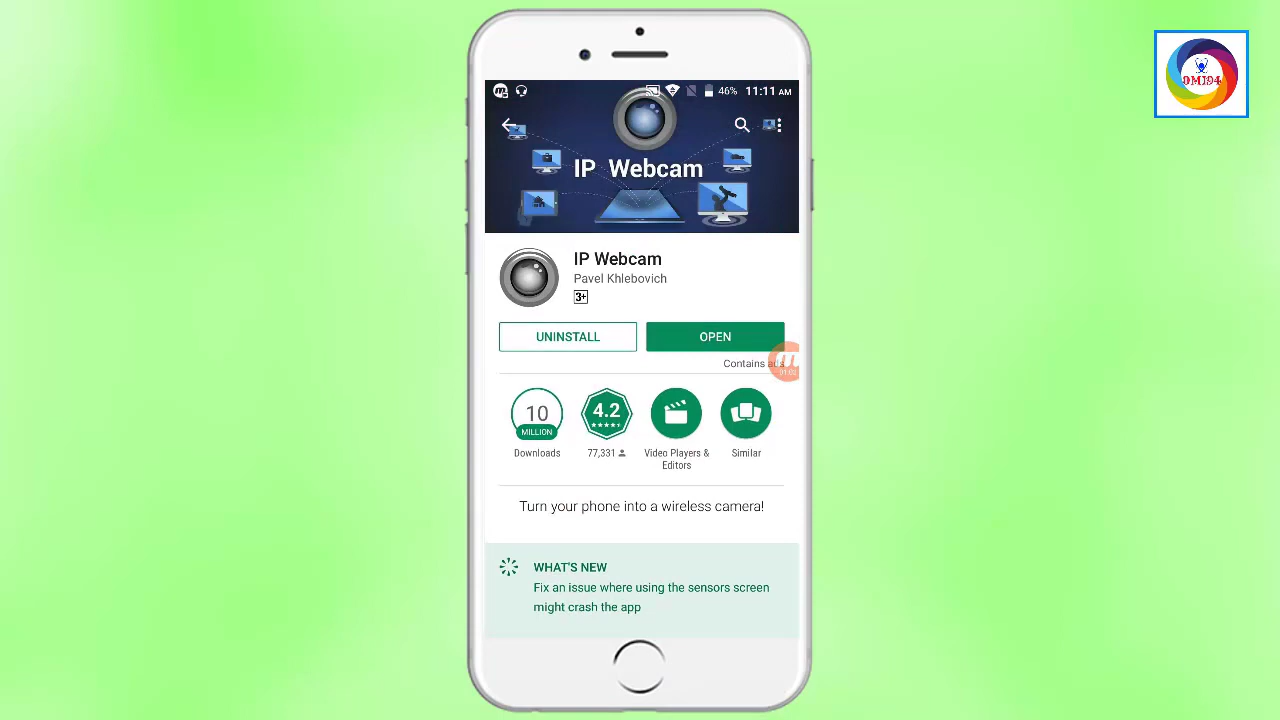 46% 11:11 AM
IP Webcam
IP Webcam
Pavel Khlebovich
3+
UNINSTALL
OPEN
Contains ads
10
MILLION
Downloads
4.2
77,331
Video Players &
Editors
Similar
Turn your phone into a wireless camera!
WHAT'S NEW
Fix an issue where using the sensors screen
might crash the app